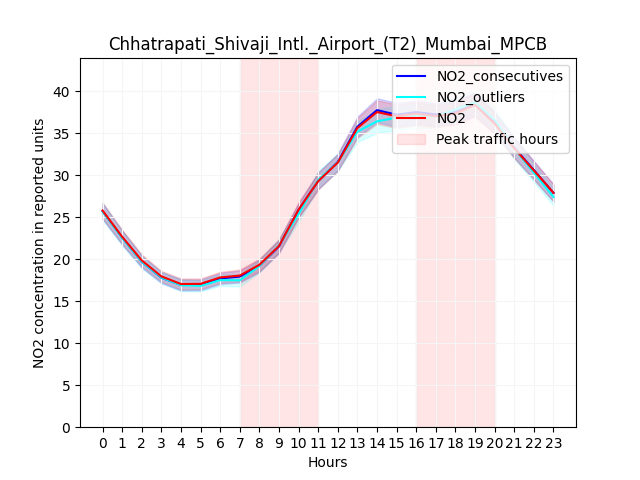 Chhatrapati_Shivaji_Intl._Airport_(T2)_Mumbai_MPCB
NO2_consecutives
NO2_outliers
NO2
Peak traffic hours
NO2 concentration in reported units
40
35
30
25
20
15
10
5
0
0 1 2 3 4 5 6 7 8 9 10 11 12 13 14 15 16 17 18 19 20 21 22 23
Hours